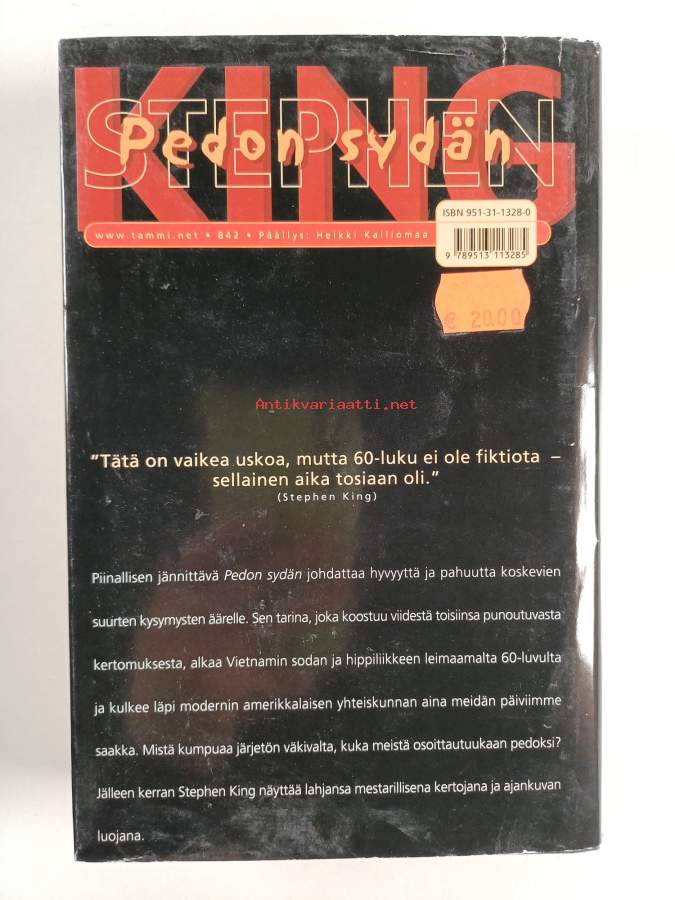 STEPHEN KING
Pedon sydän
www.tammi.net • 842 • Päällys: Heikki Kalliomaa
ISBN 951-31-1328-0
9 789513 113285
€ 20.00
Antikvariaatti.net
”Tätä on vaikea uskoa, mutta 60-luku ei ole fiktiota –
sellainen aika tosiaan oli.”
(Stephen King)
Piinallisen jännittävä Pedon sydän johdattaa hyvyyttä ja pahuutta koskevien
suurten kysymysten äärelle. Sen tarina, joka koostuu viidestä toisiinsa punoutuvasta
kertomuksesta, alkaa Vietnamin sodan ja hippiliikkeen leimaamalta 60-luvulta
ja kulkee läpi modernin amerikkalaisen yhteiskunnan aina meidän päiviimme
saakka. Mistä kumpuaa järjetön väkivalta, kuka meistä osoittautuukaan pedoksi?
Jälleen kerran Stephen King näyttää lahjansa mestarillisena kertojana ja ajankuvan
luojana.